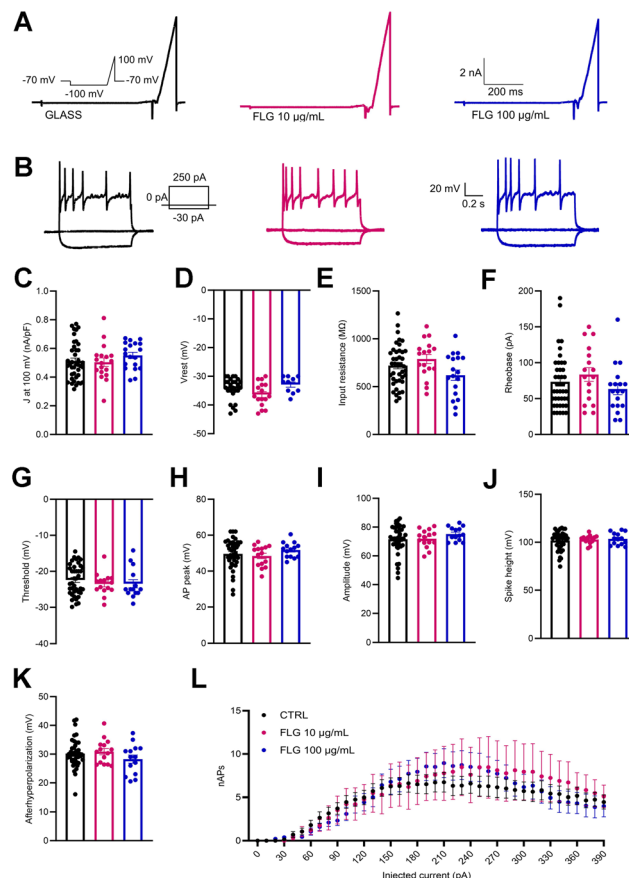 A
100 mV
-70 mV
-70 mV
-100 mV
GLASS
FLG 10 µg/mL
2 nA
200 ms
FLG 100 µg/mL
B
250 pA
0 pA
-30 pA
20 mV
0.2 s
C
J at 100 mV (nA/pF)
1.0
0.8
0.6
0.4
0.2
0.0
D
Vrest (mV)
0
-10
-20
-30
-40
-50
E
Input resistance (MΩ)
1500
1000
500
0
F
Rheobase (pA)
200
150
100
50
0
G
Threshold (mV)
0
-10
-20
-30
-40
H
AP peak (mV)
80
60
40
20
0
I
Amplitude (mV)
100
80
60
40
20
0
J
Spike height (mV)
150
100
50
0
K
Afterhyperpolarization (mV)
50
40
30
20
10
0
L
nAPs
15
10
5
0
CTRL
FLG 10 µg/mL
FLG 100 µg/mL
0 30 60 90 120 150 180 210 240 270 300 330 360 390
Injected current (pA)